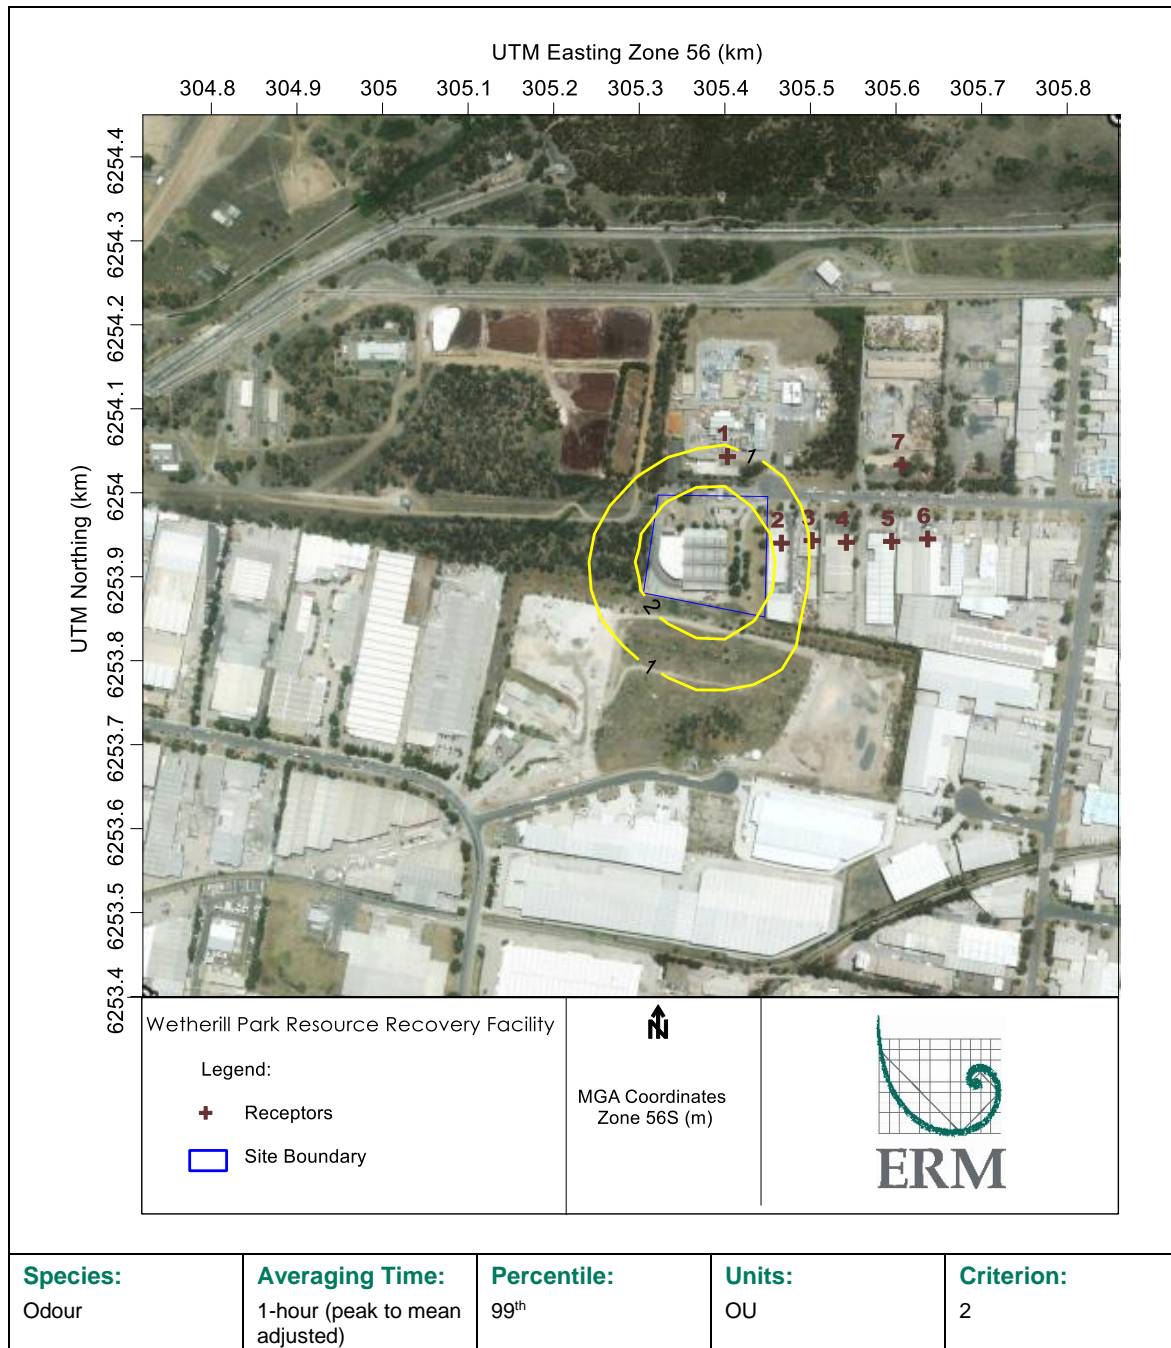 UTM Easting Zone 56 (km)
304.8 304.9 305 305.1 305.2 305.3 305.4 305.5 305.6 305.7 305.8
UTM Northing (km)
6254.4
6254.3
6254.2
6254.1
6254
6253.9
6253.8
6253.7
6253.6
6253.5
6253.4
1
1
7
2 3 4 5 6
2
1
Wetherill Park Resource Recovery Facility
Legend:
Receptors
Site Boundary
N
MGA Coordinates
Zone 56S (m)
ERM
Species:
Odour
Averaging Time:
1-hour (peak to mean
adjusted)
Percentile:
99th
Units:
OU
Criterion:
2